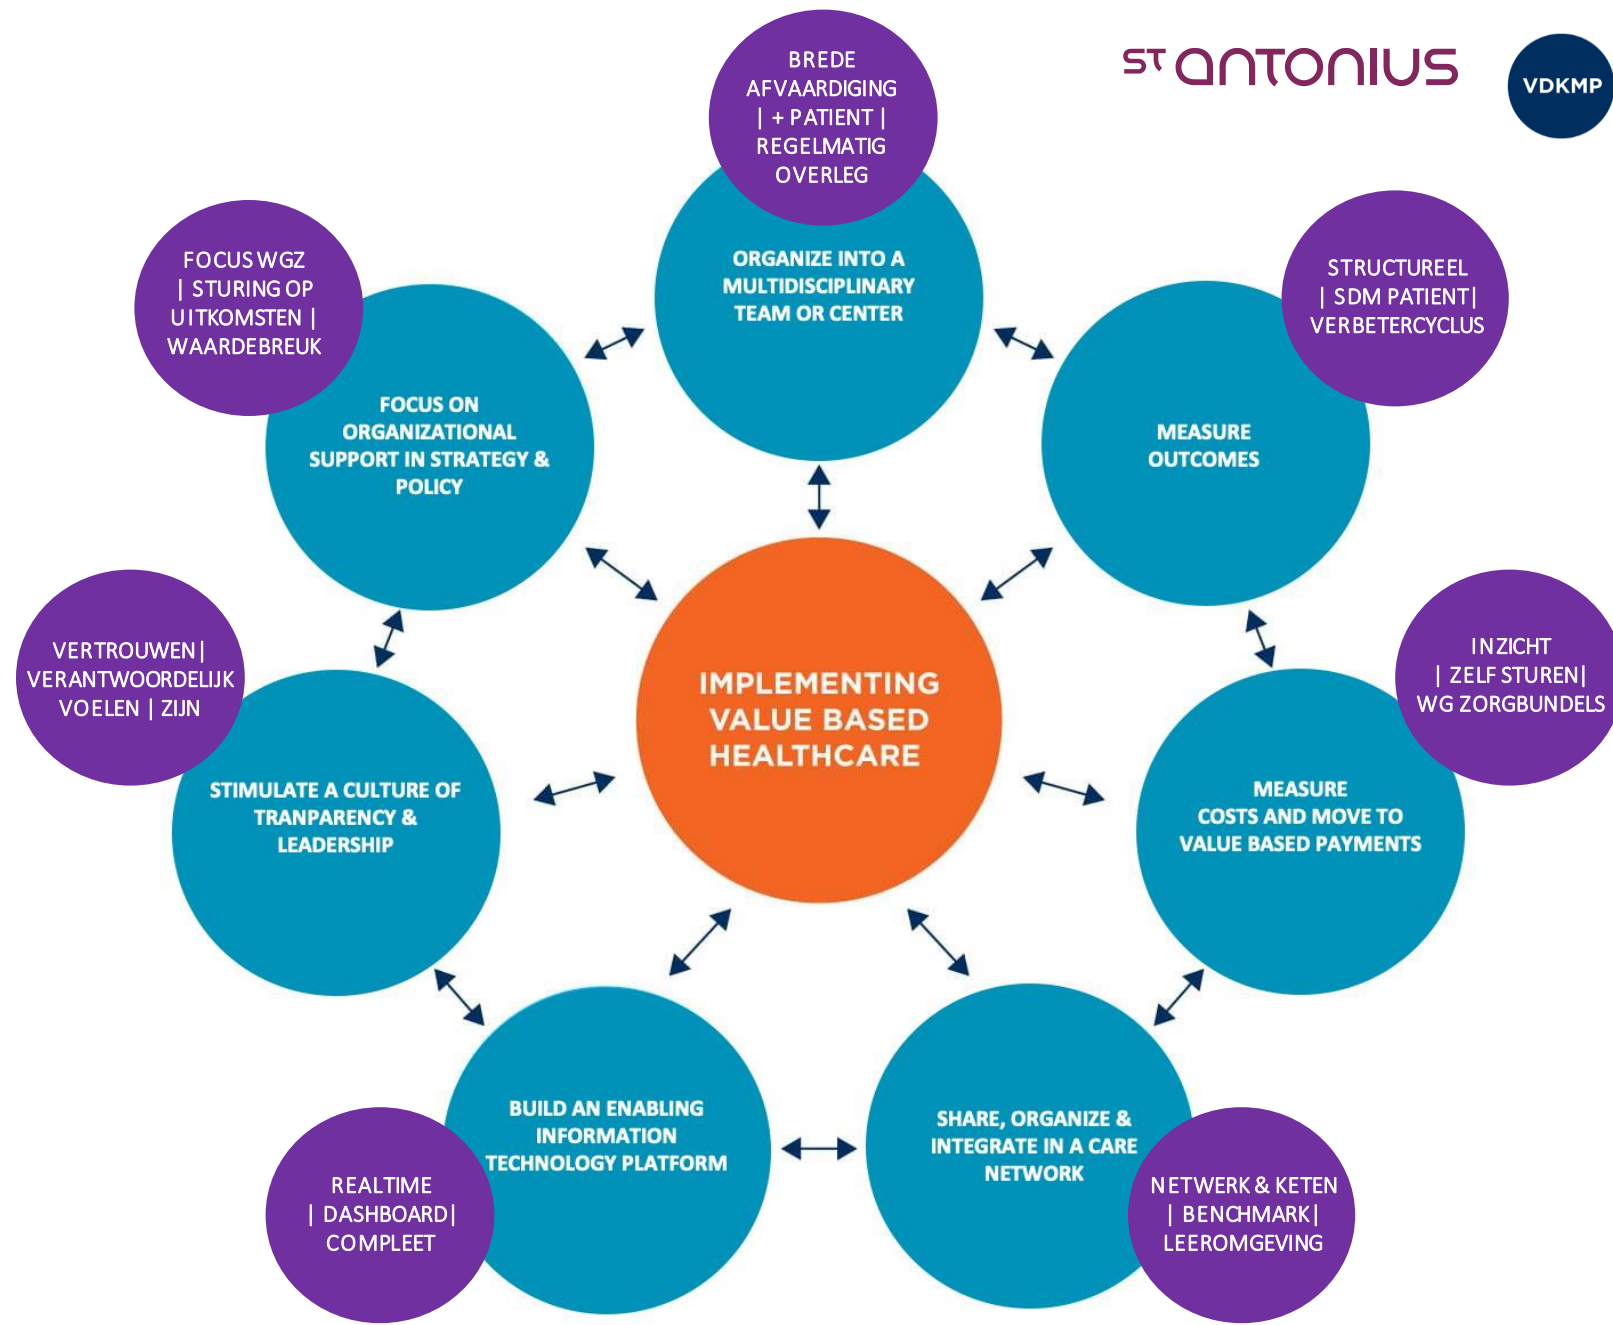 ST antonius
VDKMP
BREDE
AFVAARDIGING
| + PATIENT |
REGELMATIG
OVERLEG
ORGANIZE INTO A
MULTIDISCIPLINARY
TEAM OR CENTER
STRUCTUREEL
| SDM PATIENT|
VERBETERCYCLUS
MEASURE
OUTCOMES
INZICHT
| ZELF STUREN|
WG ZORGBUNDELS
MEASURE
COSTS AND MOVE TO
VALUE BASED PAYMENTS
NETWERK & KETEN
| BENCHMARK|
LEEROMGEVING
SHARE, ORGANIZE &
INTEGRATE IN A CARE
NETWORK
REALTIME
| DASHBOARD|
COMPLEET
BUILD AN ENABLING
INFORMATION
TECHNOLOGY PLATFORM
VERTROUWEN|
VERANTWOORDELIJK
VOELEN | ZIJN
STIMULATE A CULTURE OF
TRANPARENCY &
LEADERSHIP
FOCUS WGZ
| STURING OP
UITKOMSTEN |
WAARDEBREUK
FOCUS ON
ORGANIZATIONAL
SUPPORT IN STRATEGY &
POLICY
IMPLEMENTING
VALUE BASED
HEALTHCARE